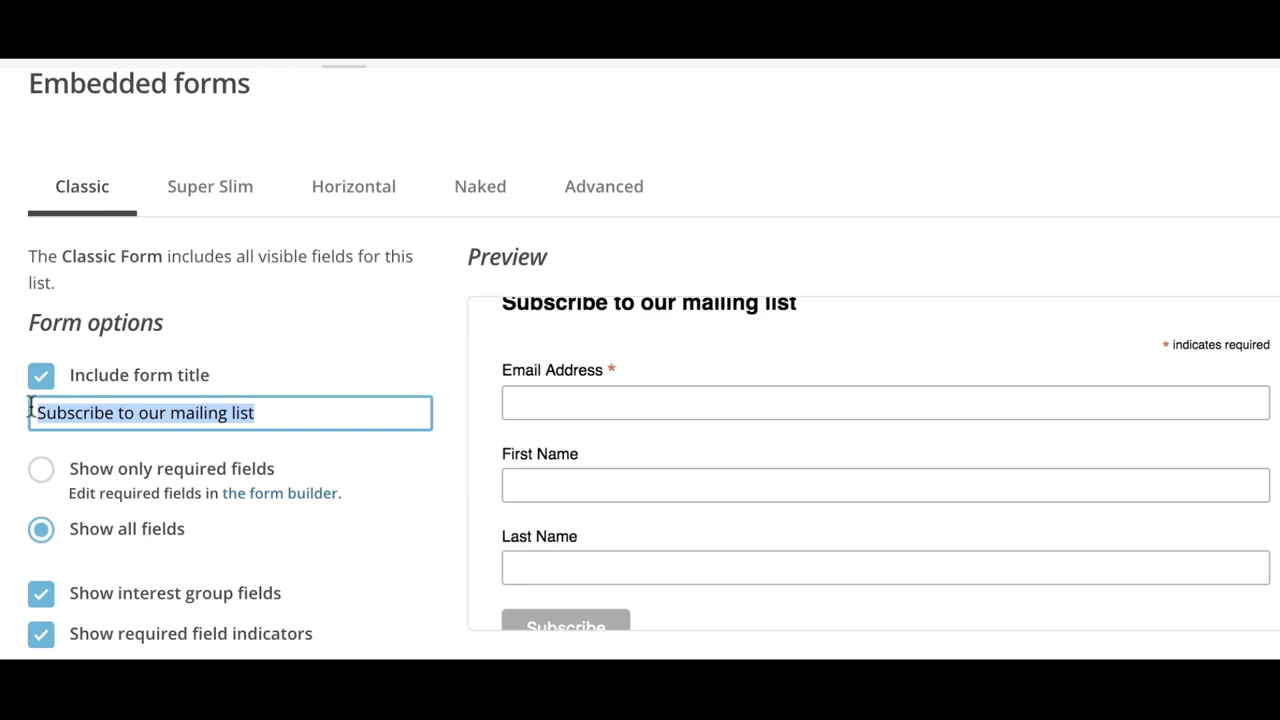 Embedded forms
Classic
Super Slim
Horizontal
Naked
Advanced
The Classic Form includes all visible fields for this
list.
Form options
Include form title
Subscribe to our mailing list
Show only required fields
Edit required fields in the form builder.
Show all fields
Show interest group fields
Show required field indicators
Preview
Subscribe to our mailing list
* indicates required
Email Address *
First Name
Last Name
Subscribe